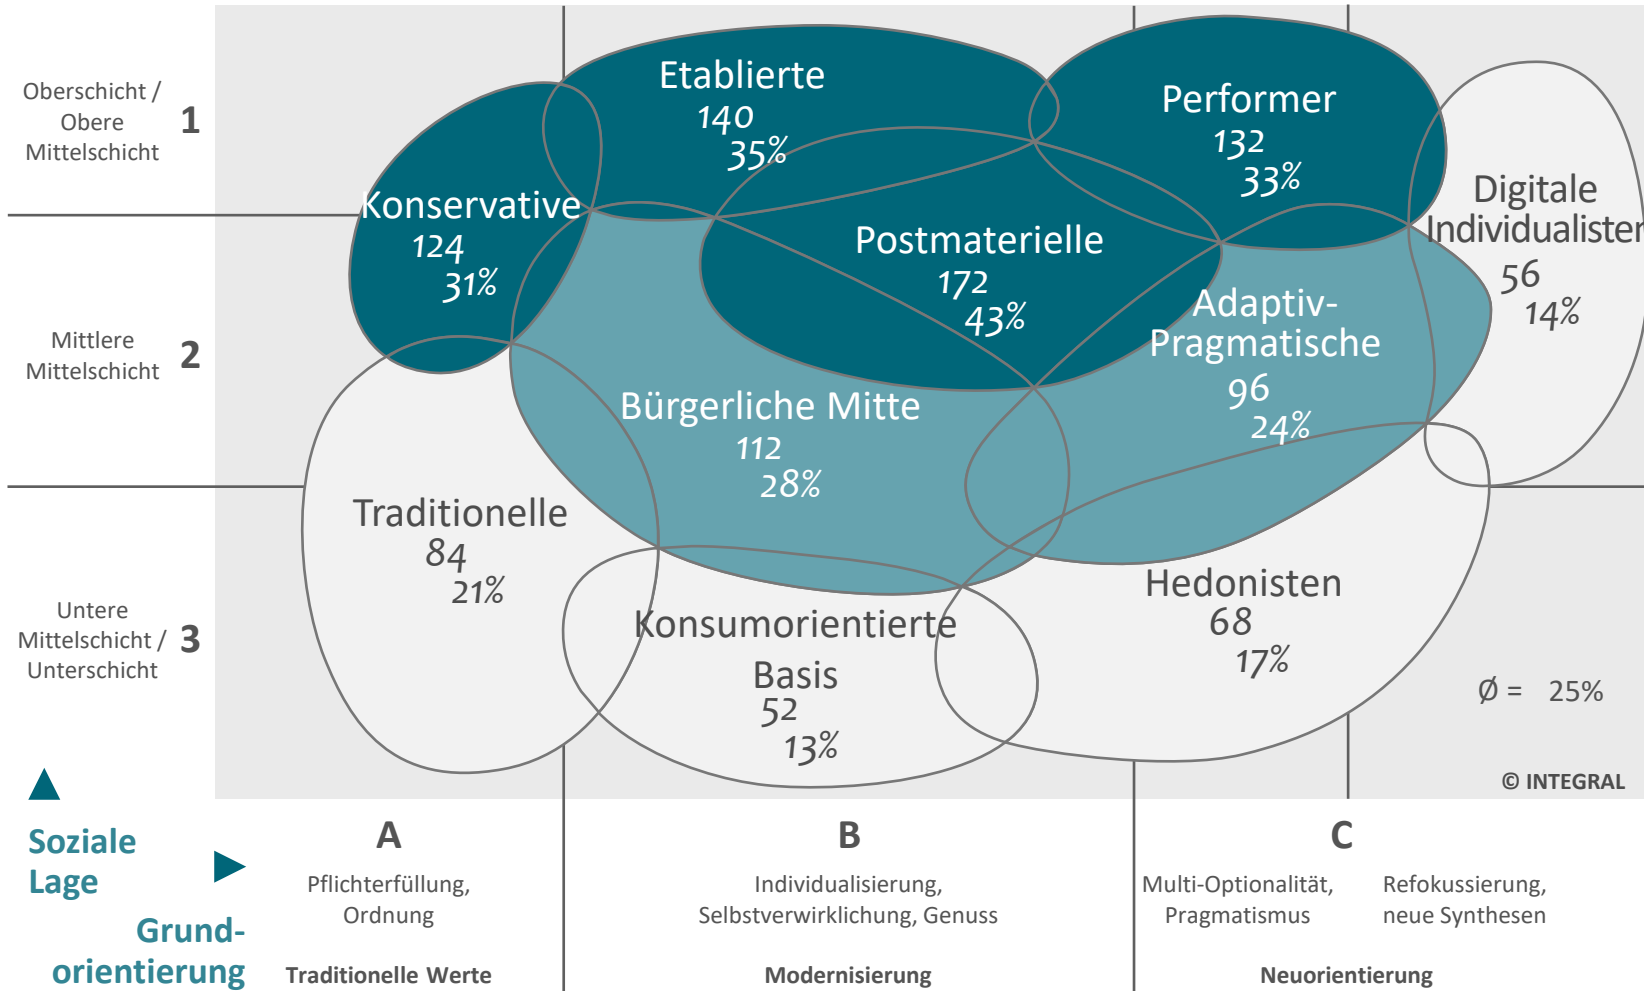 Oberschicht /
Obere
Mittelschicht
1
Mittlere
Mittelschicht
2
Untere
Mittelschicht /
Unterschicht
3
Etablierte
140
35%
Performer
132
33%
Konservative
124
31%
Postmaterielle
172
43%
Digitale
Individualisten
56
14%
Adaptiv-
Pragmatische
96
24%
Bürgerliche Mitte
112
28%
Traditionelle
84
21%
Konsumorientierte
Basis
52
13%
Hedonisten
68
17%
Ø = 25%
© INTEGRAL
Soziale
Lage
Grund-
orientierung
A
Pflichterfüllung,
Ordnung
Traditionelle Werte
B
Individualisierung,
Selbstverwirklichung, Genuss
Modernisierung
C
Multi-Optionalität,
Pragmatismus
Refokussierung,
neue Synthesen
Neuorientierung